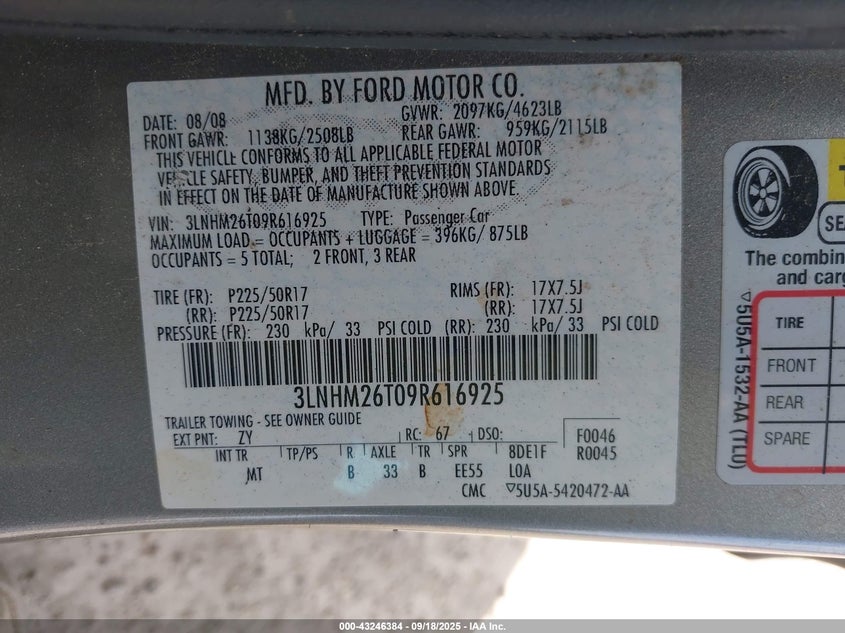 MFD. BY FORD MOTOR CO.
DATE: 08/08 GVWR: 2097KG/4623LB
FRONT GAWR: 1138KG/2508LB REAR GAWR: 959KG/2115LB
THIS VEHICLE CONFORMS TO ALL APPLICABLE FEDERAL MOTOR
VEHICLE SAFETY, BUMPER, AND THEFT PREVENTION STANDARDS
IN EFFECT ON THE DATE OF MANUFACTURE SHOWN ABOVE.
VIN: 3LNHM26T09R616925 TYPE: Passenger Car
MAXIMUM LOAD = OCCUPANTS + LUGGAGE = 396KG/ 875LB
OCCUPANTS = 5 TOTAL; 2 FRONT, 3 REAR
TIRE (FR): P225/50R17 RIMS (FR): 17X7.5J
(RR): P225/50R17 (RR): 17X7.5J
PRESSURE (FR): 230 kPa/ 33 PSI COLD (RR): 230 kPa/ 33 PSI COLD
3LNHM26T09R616925
TRAILER TOWING - SEE OWNER GUIDE
EXT PNT: ZY RC: 67 DSO: F0046
INT TR TP/PS R AXLE TR SPR 8DE1F R0045
MT B 33 B EE55 LOA
CMC ▽5U5A-5420472-AA
SEA
The combin
and carg
TIRE
FRONT
REAR
SPARE
▽5U5A-1532-AA (TLU)
000-43246384 - 09/18/2025 - IAA Inc.